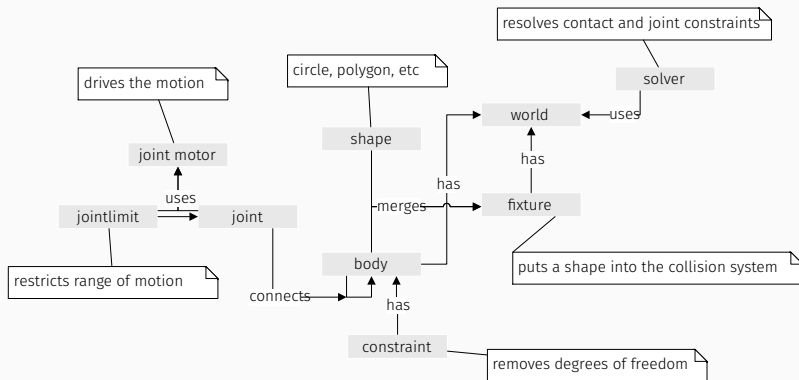 resolves contact and joint constraints
solver
circle, polygon, etc
drives the motion
world
uses
shape
joint motor
has
has
uses
merges
fixture
jointlimit
joint
body
puts a shape into the collision system
restricts range of motion
connects
has
constraint
removes degrees of freedom